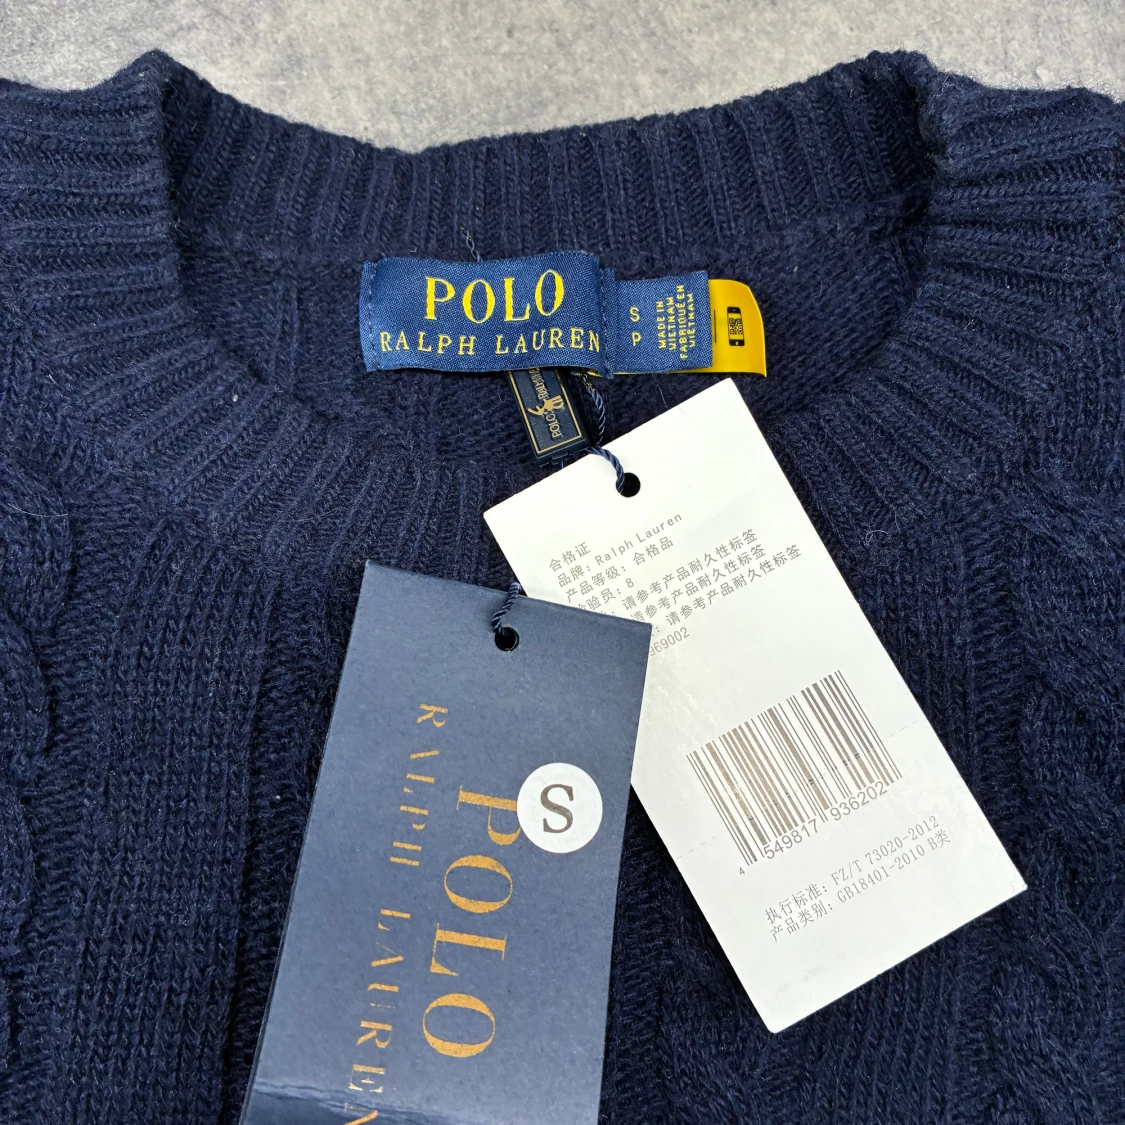 POLO
RALPH LAUREN
S
P
MADE IN
VIETNAM
FABRIQUÉ EN
VIÊTNAM
POLO RALPH
合格证
品牌: Ralph Lauren
产品等级: 合格品
检验员: 8
: 请参考产品耐久性标签
: 请参考产品耐久性标签
: 请参考产品耐久性标签
969002
4 549817 936202
执行标准: FZ/T 73020-2012
产品类别: GB18401-2010 B类
S
POLO
RALPH LAUREN